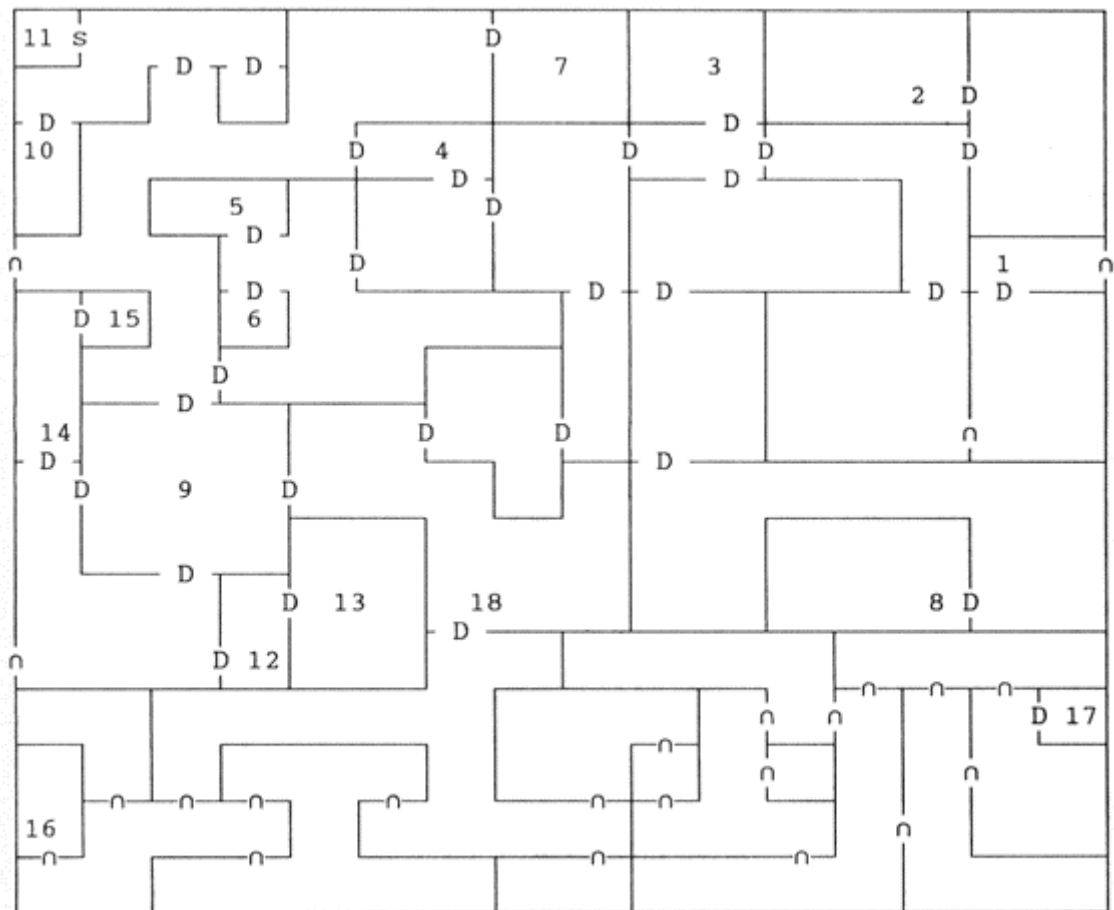 11 S D
D D 7 3
2 D
D D
10 D 4 D D D
D D
5 D
D
D 1
∩ D ∩
D D D D D
D 15 6
D
D
14 D D ∩
D D
D 9 D
D
D 13 18 8 D
D
∩ D 12
∩ ∩ ∩
∩ ∩ D 17
∩
∩ ∩
∩ ∩ ∩ ∩ ∩ ∩
16 ∩
∩ ∩ ∩ ∩